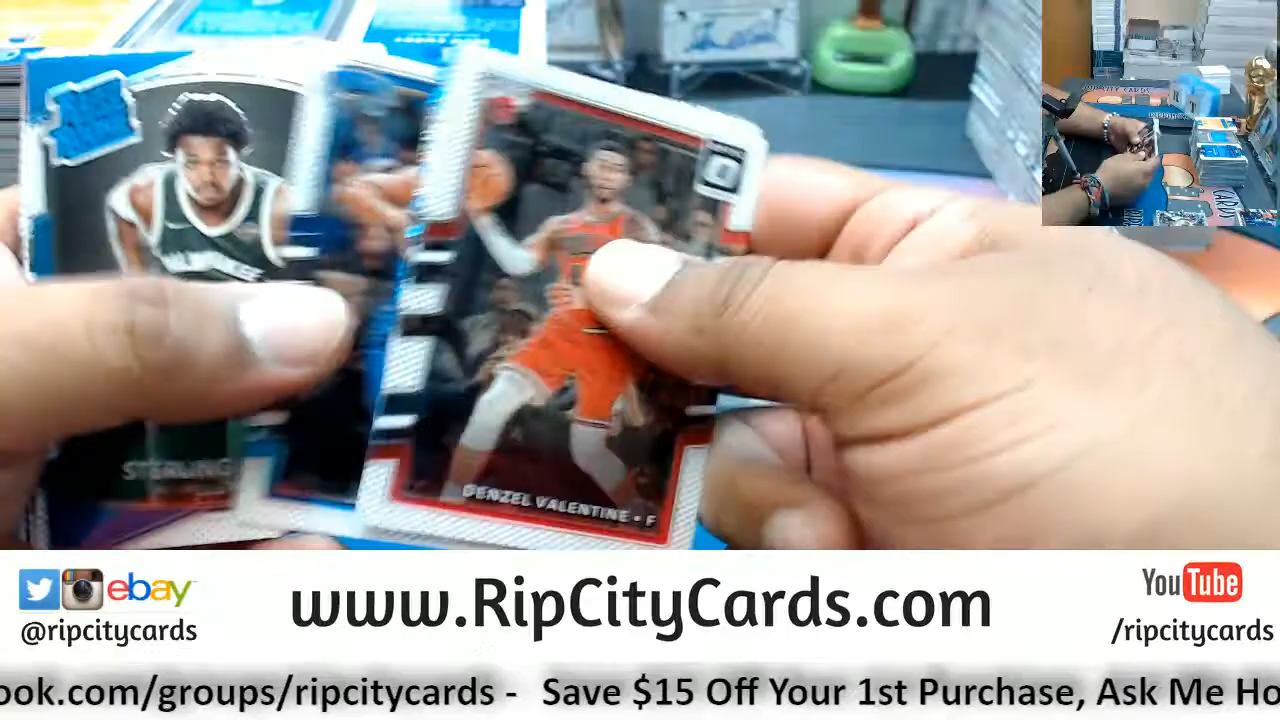 MILWAUKEE
STERLING
DENZEL VALENTINE • F
ebay
@ripcitycards
www.RipCityCards.com
YouTube
/ripcitycards
ook.com/groups/ripcitycards - Save $15 Off Your 1st Purchase, Ask Me Ho